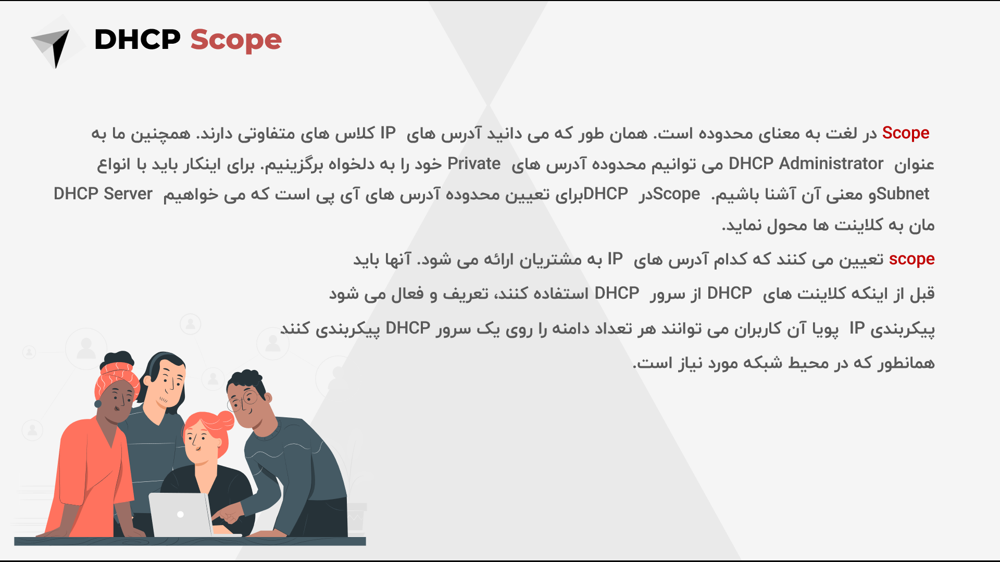 DHCP Scope
Scope در لغت به معنای محدوده است. همان طور که می دانید آدرس های IP کلاس های متفاوتی دارند. همچنین ما به
عنوان DHCP Administrator می توانیم محدوده آدرس های Private خود را به دلخواه برگزینیم. برای اینکار باید با انواع
Subnetو معنی آن آشنا باشیم. Scopeدر DHCPبرای تعیین محدوده آدرس های آی پی است که می خواهیم DHCP Server
مان به کلاینت ها محول نماید.
scope تعیین می کنند که کدام آدرس های IP به مشتریان ارائه می شود. آنها باید
قبل از اینکه کلاینت های DHCP از سرور DHCP استفاده کنند، تعریف و فعال می شود
پیکربندی IP پویا آن کاربران می توانند هر تعداد دامنه را روی یک سرور DHCP پیکربندی کنند
همانطور که در محیط شبکه مورد نیاز است.